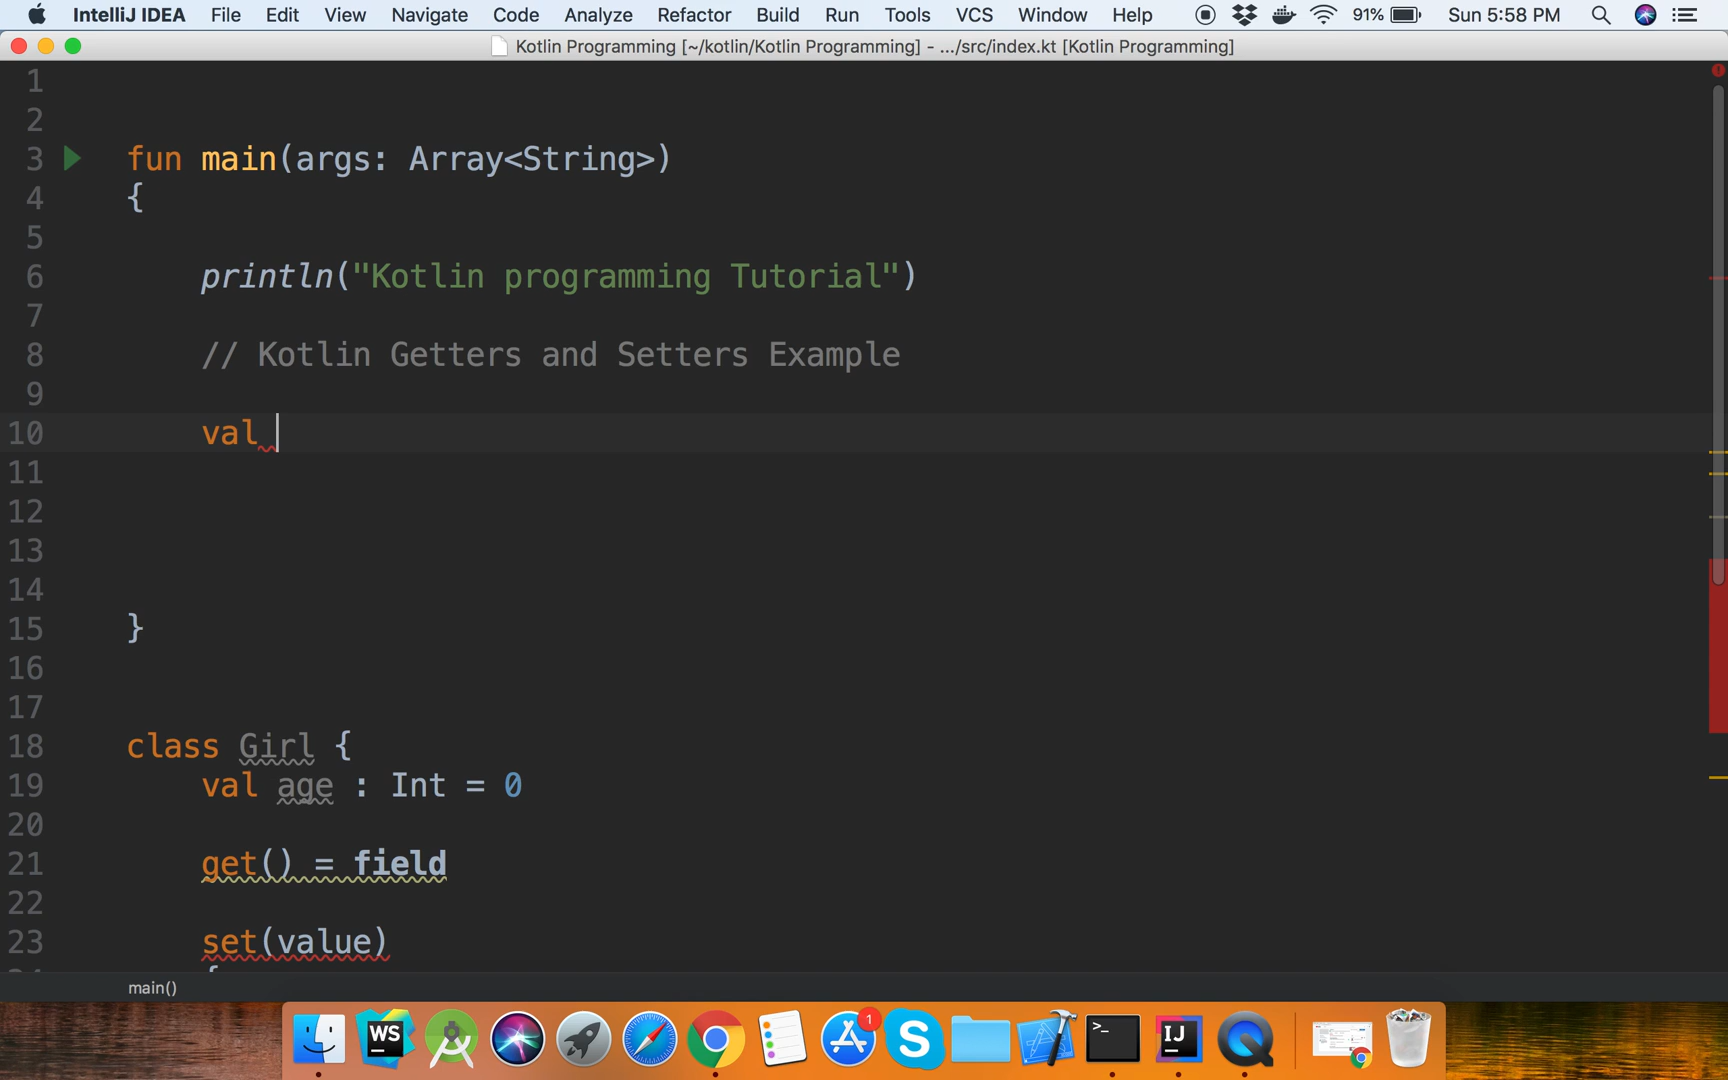 IntelliJ IDEA File Edit View Navigate Code Analyze Refactor Build Run Tools VCS Window Help 91% Sun 5:58 PM
Kotlin Programming [~/kotlin/Kotlin Programming] - .../src/index.kt [Kotlin Programming]
1
2
3 fun main(args: Array<String>)
4 {
5
6 println("Kotlin programming Tutorial")
7
8 // Kotlin Getters and Setters Example
9
10 val
11
12
13
14
15 }
16
17
18 class Girl {
19 val age : Int = 0
20
21 get() = field
22
23 set(value)
main()
WS
1
S
>_
IJ